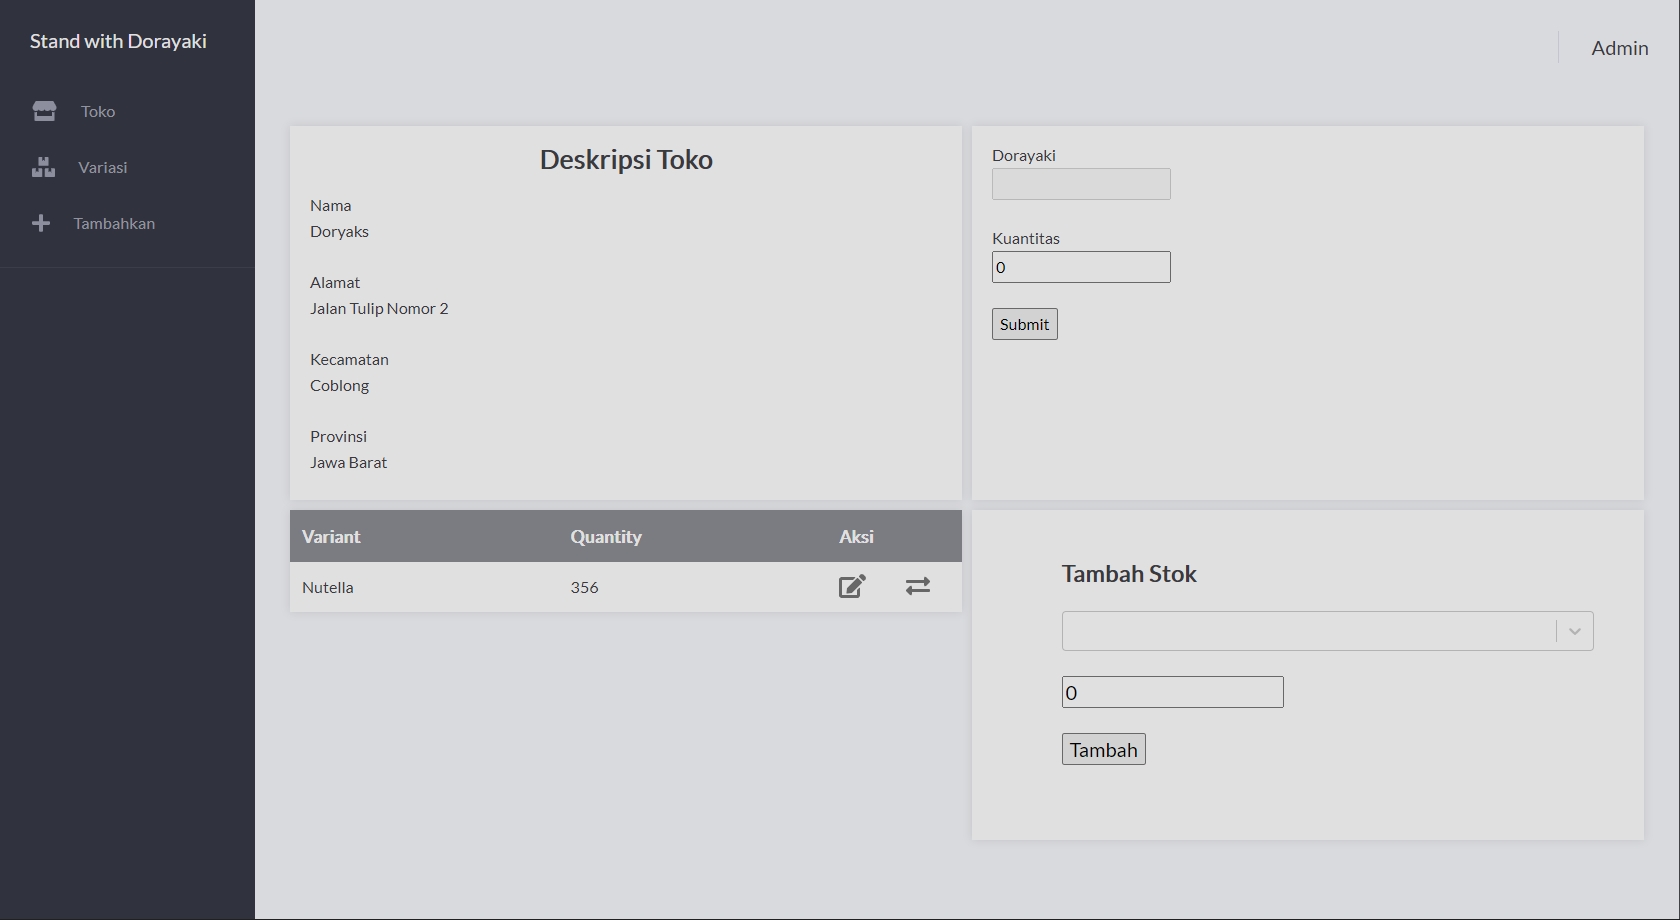 Stand with Dorayaki
Toko
Variasi
Tambahkan
Admin
Deskripsi Toko
Nama
Doryaks
Alamat
Jalan Tulip Nomor 2
Kecamatan
Coblong
Provinsi
Jawa Barat
Dorayaki
Kuantitas
0
Submit
Variant Quantity Aksi
Nutella 356
Tambah Stok
0
Tambah